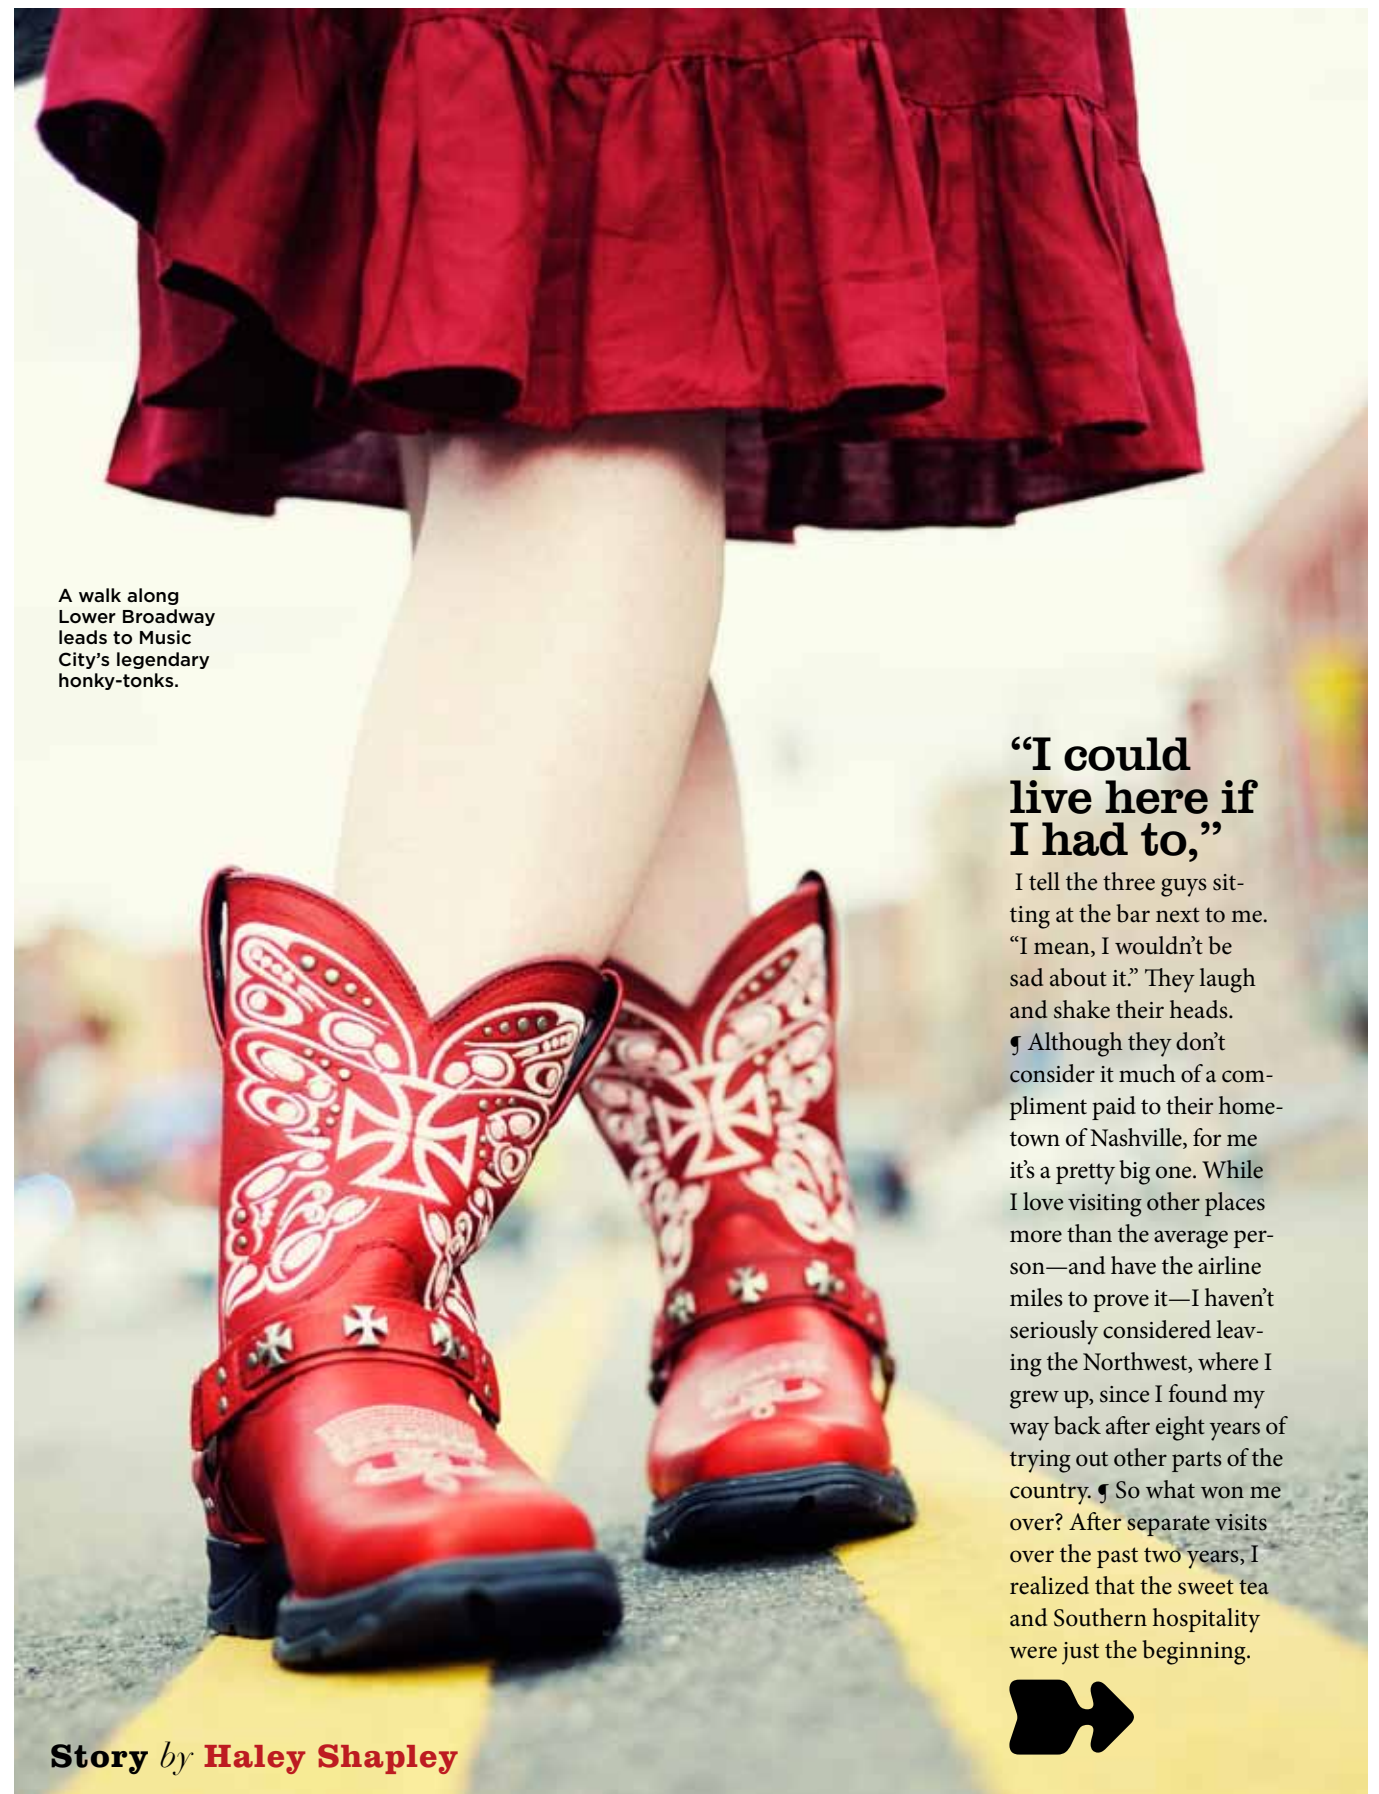 A walk along
Lower Broadway
leads to Music
City’s legendary
honky-tonks.
“I could
live here if
I had to,”
I tell the three guys sit-
ting at the bar next to me.
“I mean, I wouldn’t be
sad about it.” They laugh
and shake their heads.
¶ Although they don’t
consider it much of a com-
pliment paid to their home-
town of Nashville, for me
it’s a pretty big one. While
I love visiting other places
more than the average per-
son—and have the airline
miles to prove it—I haven’t
seriously considered leav-
ing the Northwest, where I
grew up, since I found my
way back after eight years of
trying out other parts of the
country. ¶ So what won me
over? After separate visits
over the past two years, I
realized that the sweet tea
and Southern hospitality
were just the beginning.
Story by Haley Shapley